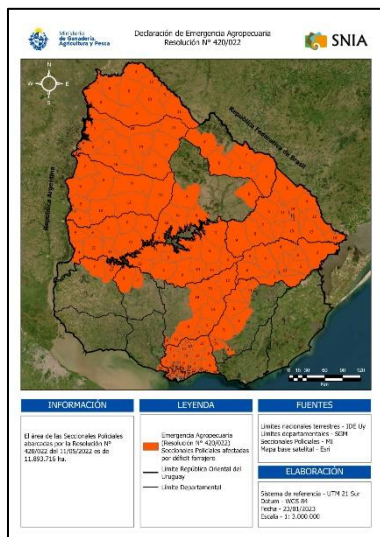 Ministerio
de Ganadería,
Agricultura y Pesca
Declaración de Emergencia Agropecuaria
Resolución N° 420/022
SNIA
N
W
E
S
República Federativa de Brasil
República Argentina
Km
INFORMACIÓN
El área de las Seccionales Policiales
abarcadas por la Resolución N°
420/022 del 11/05/2022 es de
11.893.716 ha.
LEYENDA
Emergencia Agropecuaria
(Resolución N° 420/022)
Seccionales Policiales afectadas
por déficit forrajero
Límite República Oriental del
Uruguay
Límite Departamental
FUENTES
Límites nacionales terrestres - IDE Uy
Límites departamentales - SGM
Seccionales Policiales - MI
Mapa base satelital - Esri
ELABORACIÓN
Sistema de referencia - UTM 21 Sur
Datum - WGS 84
Fecha - 23/01/2023
Escala - 1: 3.000.000